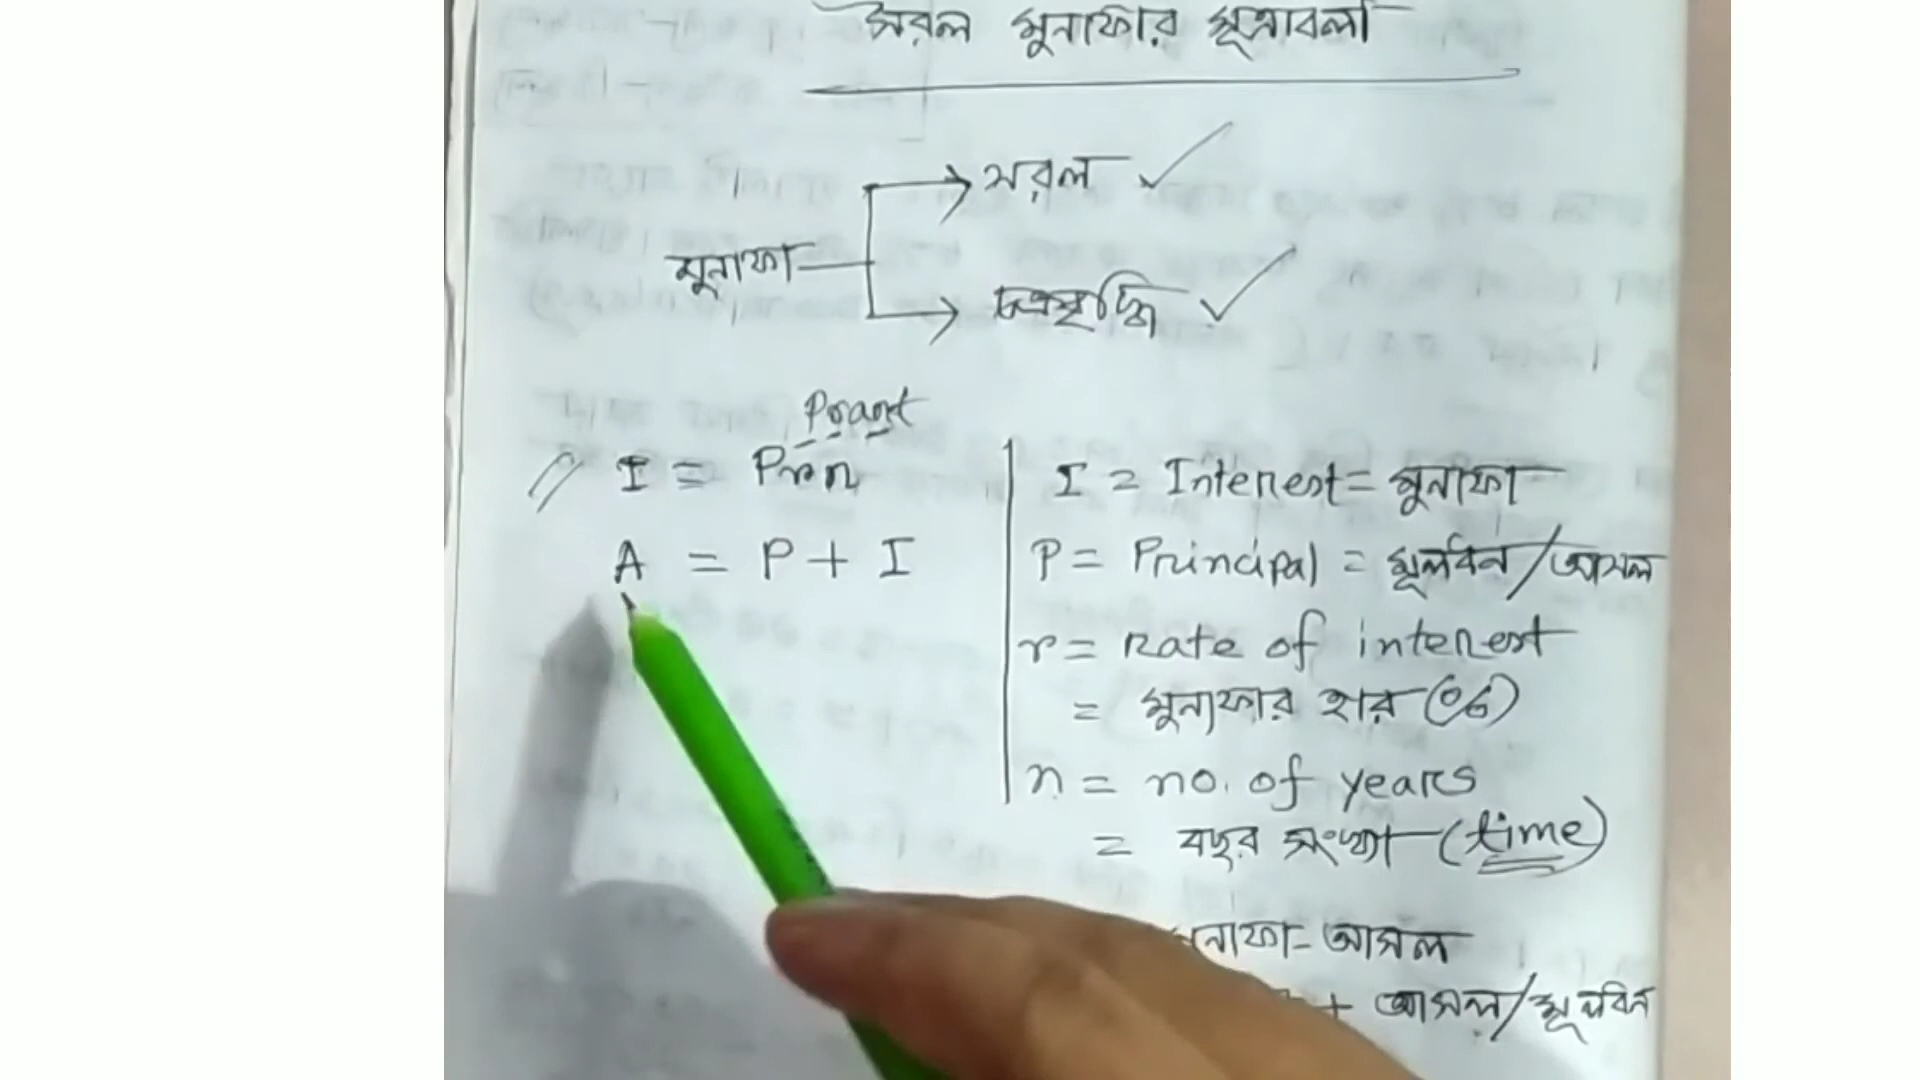 সরল মুনাফার সূত্রাবলী
সরল ✓
মুনাফা
চক্রবৃদ্ধি ✓
I = Prn
A = P + I
I = Interest = মুনাফা
P = Principal = মূলধন/আসল
r = rate of interest
= মুনাফার হার (%)
n = no. of years
= বছর সংখ্যা (time)
মুনাফা- আসল
+ আসল/মূলধন